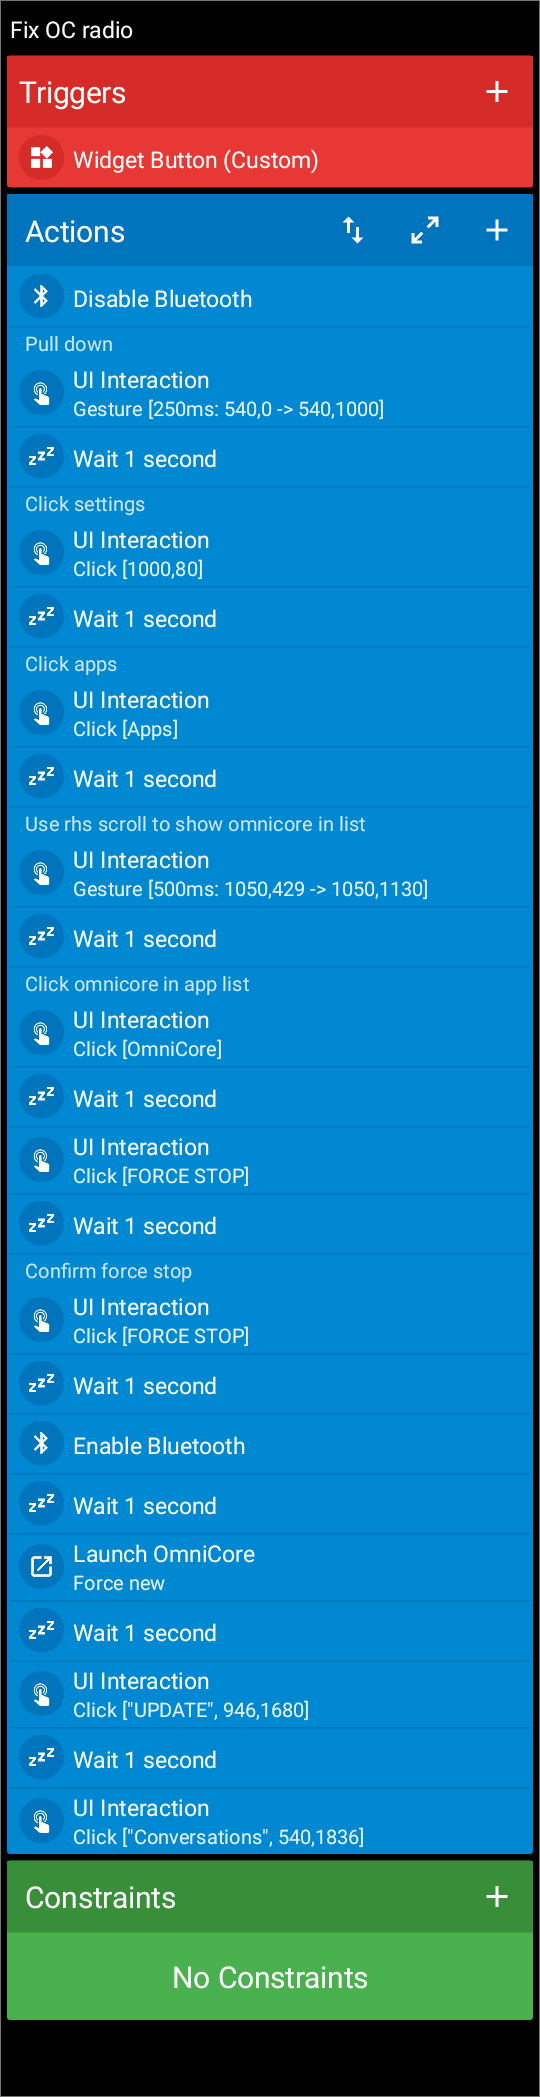 Fix OC radio
Triggers
Widget Button (Custom)
Actions
Disable Bluetooth
Pull down
UI Interaction
Gesture [250ms: 540,0 -> 540,1000]
zzz Wait 1 second
Click settings
UI Interaction
Click [1000,80]
zzz Wait 1 second
Click apps
UI Interaction
Click [Apps]
zzz Wait 1 second
Use rhs scroll to show omnicore in list
UI Interaction
Gesture [500ms: 1050,429 -> 1050,1130]
zzz Wait 1 second
Click omnicore in app list
UI Interaction
Click [OmniCore]
zzz Wait 1 second
UI Interaction
Click [FORCE STOP]
zzz Wait 1 second
Confirm force stop
UI Interaction
Click [FORCE STOP]
zzz Wait 1 second
Enable Bluetooth
zzz Wait 1 second
Launch OmniCore
Force new
zzz Wait 1 second
UI Interaction
Click ["UPDATE", 946,1680]
zzz Wait 1 second
UI Interaction
Click ["Conversations", 540,1836]
Constraints
No Constraints